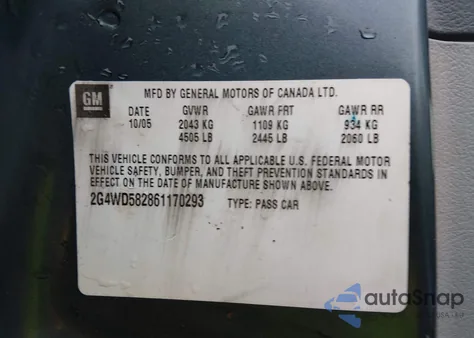 GM
MFD BY GENERAL MOTORS OF CANADA LTD.
DATE GVWR GAWR FRT GAWR RR
10/05 2043 KG 1109 KG 934 KG
4505 LB 2445 LB 2060 LB
THIS VEHICLE CONFORMS TO ALL APPLICABLE U.S. FEDERAL MOTOR
VEHICLE SAFETY, BUMPER, AND THEFT PREVENTION STANDARDS
IN EFFECT ON THE DATE OF MANUFACTURE SHOWN ABOVE.
2G4WD582861170293 TYPE: PASS CAR
autoSnap